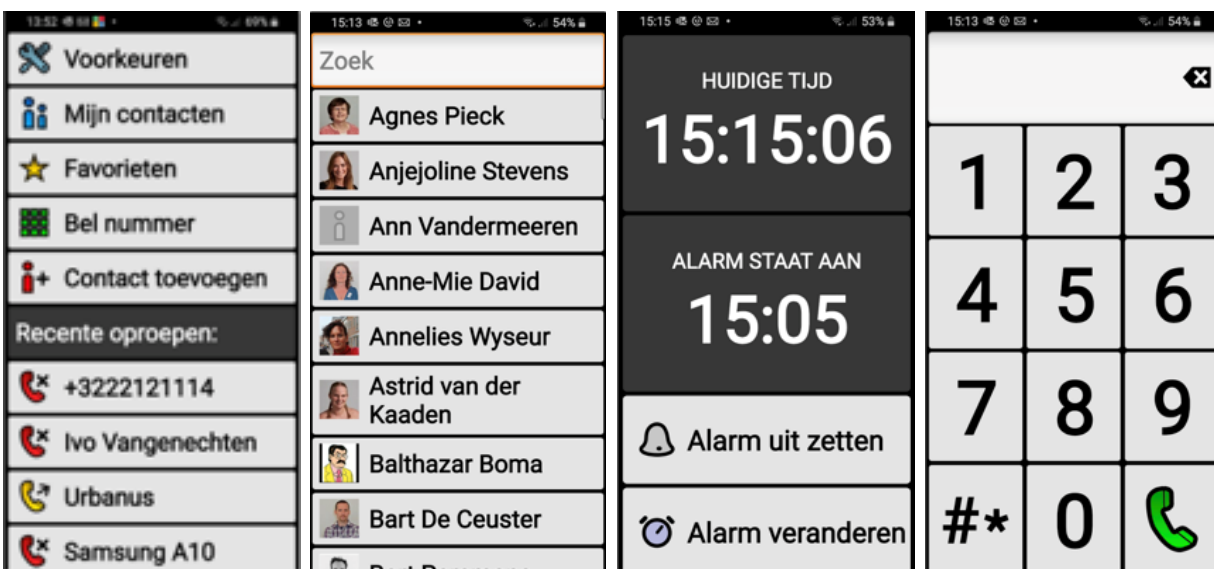 13:52
69%
Voorkeuren
Mijn contacten
Favorieten
Bel nummer
Contact toevoegen
Recente oproepen:
+3222121114
Ivo Vangenechten
Urbanus
Samsung A10
15:13
54%
Zoek
Agnes Pieck
Anjejoline Stevens
Ann Vandermeeren
Anne-Mie David
Annelies Wyseur
Astrid van der
Kaaden
Balthazar Boma
Bart De Ceuster
15:15
53%
HUIDIGE TIJD
15:15:06
ALARM STAAT AAN
15:05
Alarm uit zetten
Alarm veranderen
15:13
54%
1 2 3
4 5 6
7 8 9
#* 0